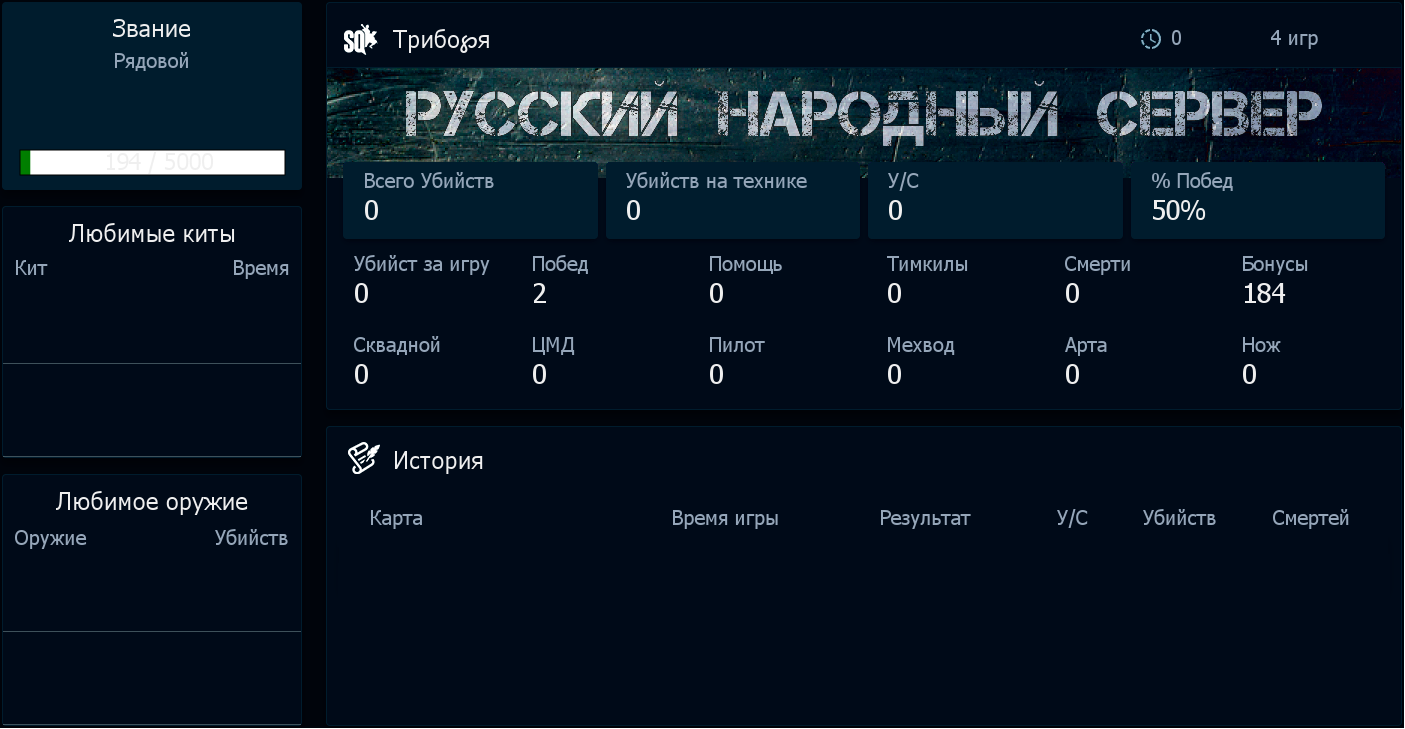 Звание
Рядовой
194 / 5000
Любимые киты
Кит Время
Любимое оружие
Оружие Убийств
SQ Трибо℘я 0 4 игр
РУССКИЙ НАРОДНЫЙ СЕРВЕР
Всего Убийств Убийств на технике У/С % Побед
0 0 0 50%
Убийст за игру Побед Помощь Тимкилы Смерти Бонусы
0 2 0 0 0 184
Сквадной ЦМД Пилот Мехвод Арта Нож
0 0 0 0 0 0
История
Карта Время игры Результат У/С Убийств Смертей